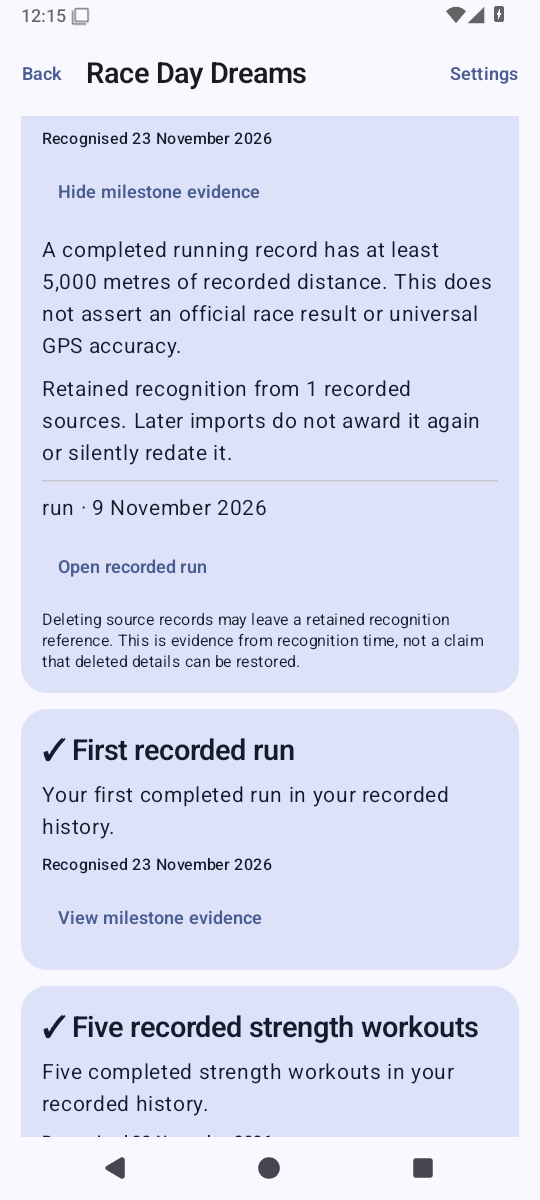 12:15
Back Race Day Dreams Settings
Recognised 23 November 2026
Hide milestone evidence
A completed running record has at least
5,000 metres of recorded distance. This does
not assert an official race result or universal
GPS accuracy.
Retained recognition from 1 recorded
sources. Later imports do not award it again
or silently redate it.
run · 9 November 2026
Open recorded run
Deleting source records may leave a retained recognition
reference. This is evidence from recognition time, not a claim
that deleted details can be restored.
✓ First recorded run
Your first completed run in your recorded
history.
Recognised 23 November 2026
View milestone evidence
✓ Five recorded strength workouts
Five completed strength workouts in your
recorded history.